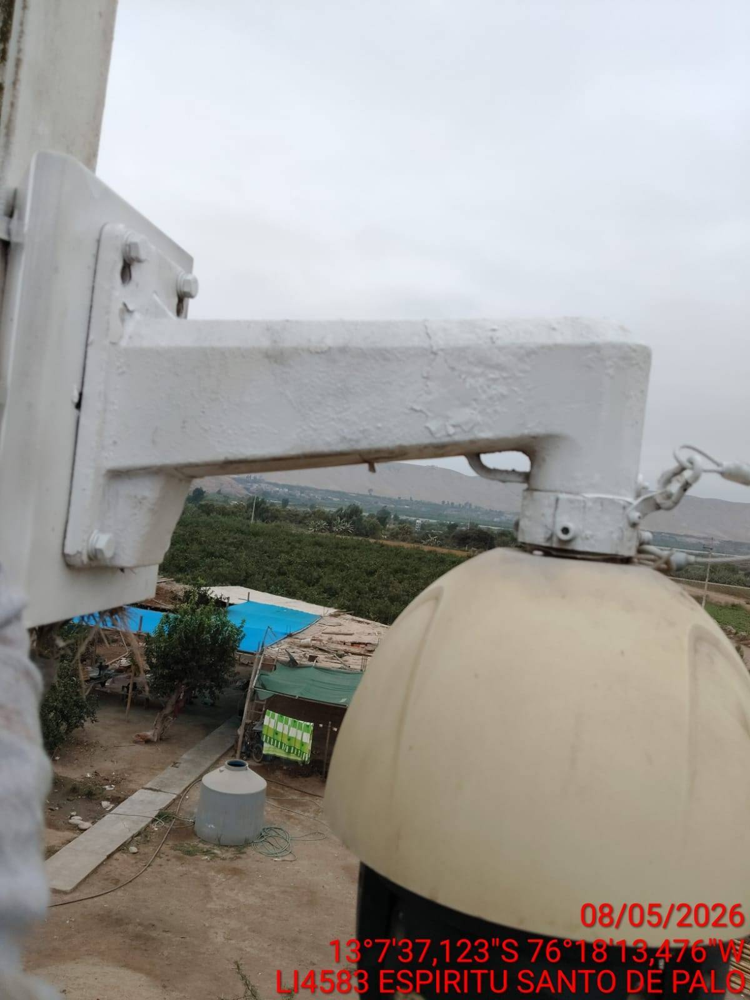 08/05/2026
13°7'37,123"S 76°18'13,476"W
LI4583 ESPIRITU SANTO DE PALO